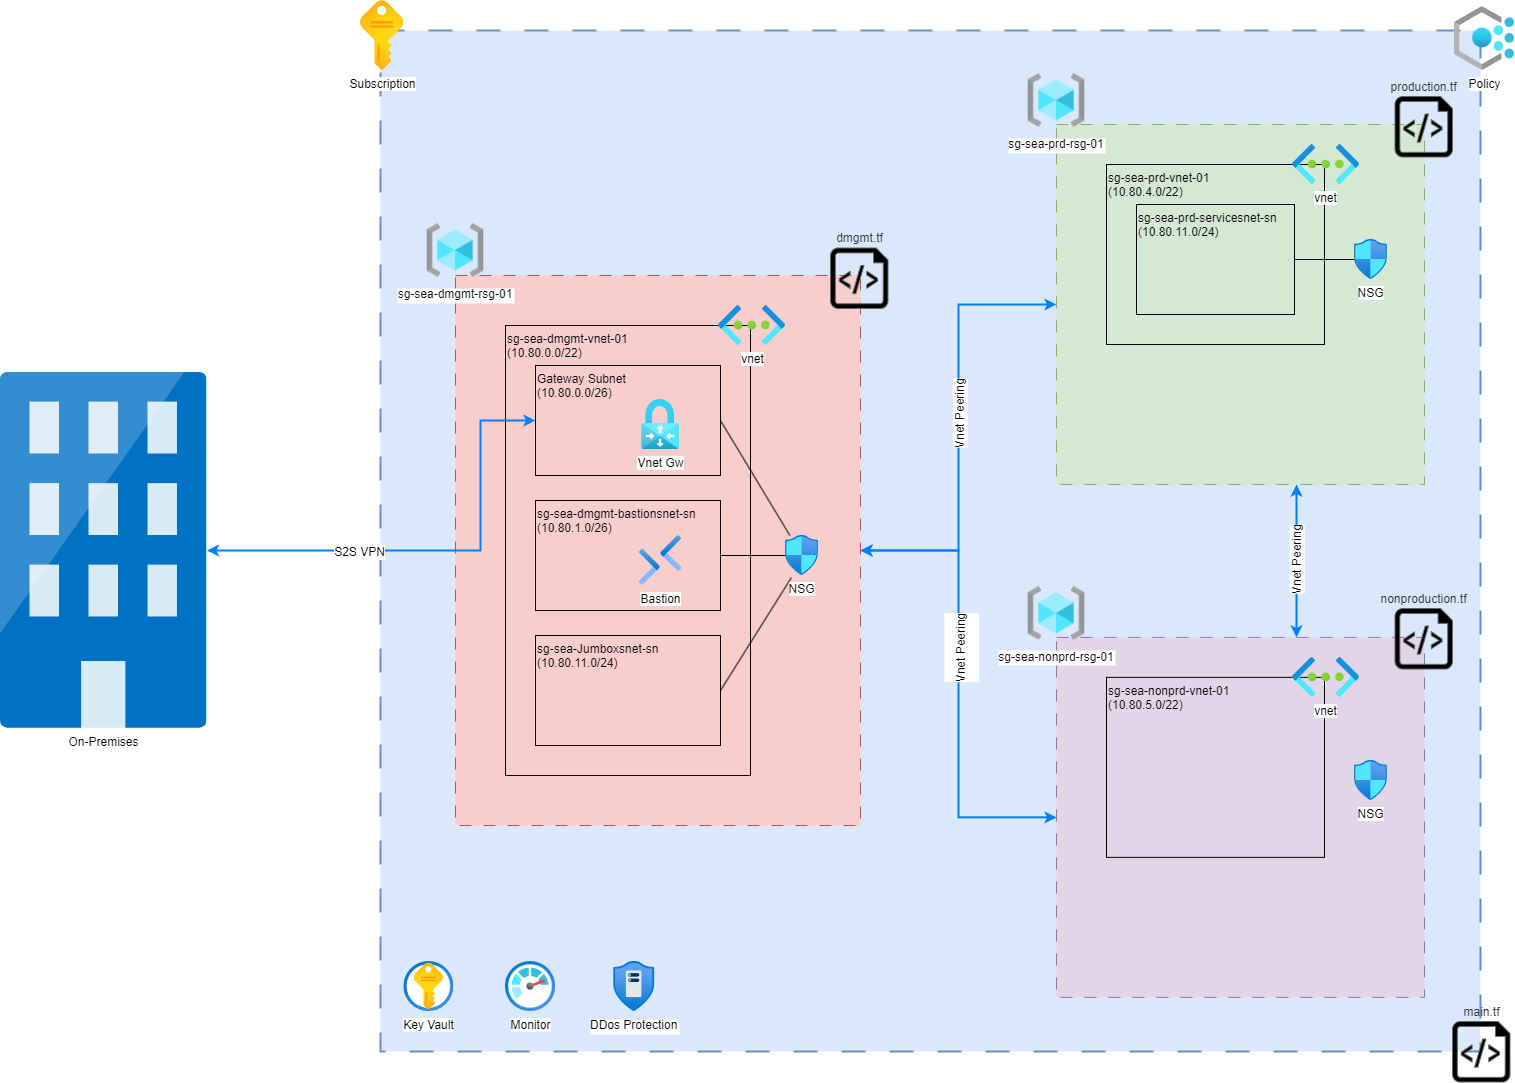 Subscription
Policy
production.tf
sg-sea-prd-rsg-01
sg-sea-prd-vnet-01
(10.80.4.0/22)
vnet
sg-sea-prd-servicesnet-sn
(10.80.11.0/24)
NSG
dmgmt.tf
sg-sea-dmgmt-rsg-01
sg-sea-dmgmt-vnet-01
(10.80.0.0/22)
vnet
Gateway Subnet
(10.80.0.0/26)
Vnet Gw
sg-sea-dmgmt-bastionsnet-sn
(10.80.1.0/26)
Bastion
NSG
sg-sea-Jumboxsnet-sn
(10.80.11.0/24)
S2S VPN
On-Premises
Vnet Peering
Vnet Peering
Vnet Peering
nonproduction.tf
sg-sea-nonprd-rsg-01
sg-sea-nonprd-vnet-01
(10.80.5.0/22)
vnet
NSG
Key Vault
Monitor
DDos Protection
main.tf